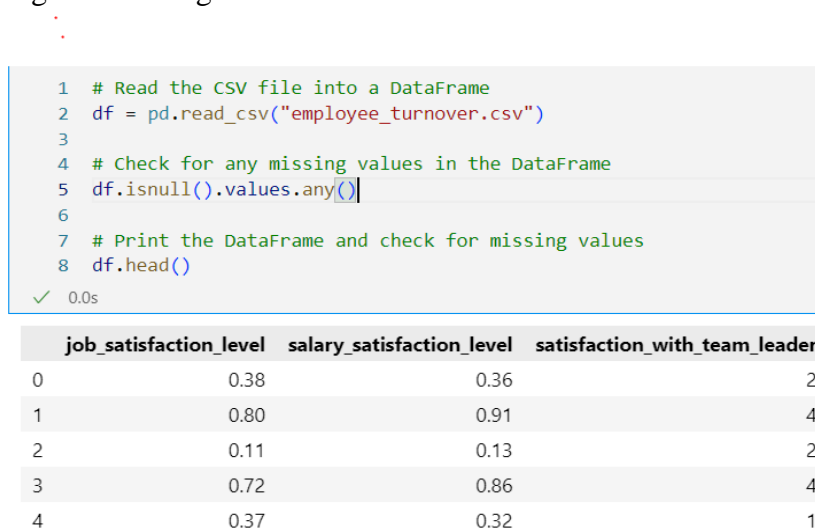 1 # Read the CSV file into a DataFrame
2 df = pd.read_csv("employee_turnover.csv")
3
4 # Check for any missing values in the DataFrame
5 df.isnull().values.any()
6
7 # Print the DataFrame and check for missing values
8 df.head()
✓ 0.0s
job_satisfaction_level salary_satisfaction_level satisfaction_with_team_leader
0 0.38 0.36 2
1 0.80 0.91 4
2 0.11 0.13 2
3 0.72 0.86 4
4 0.37 0.32 1